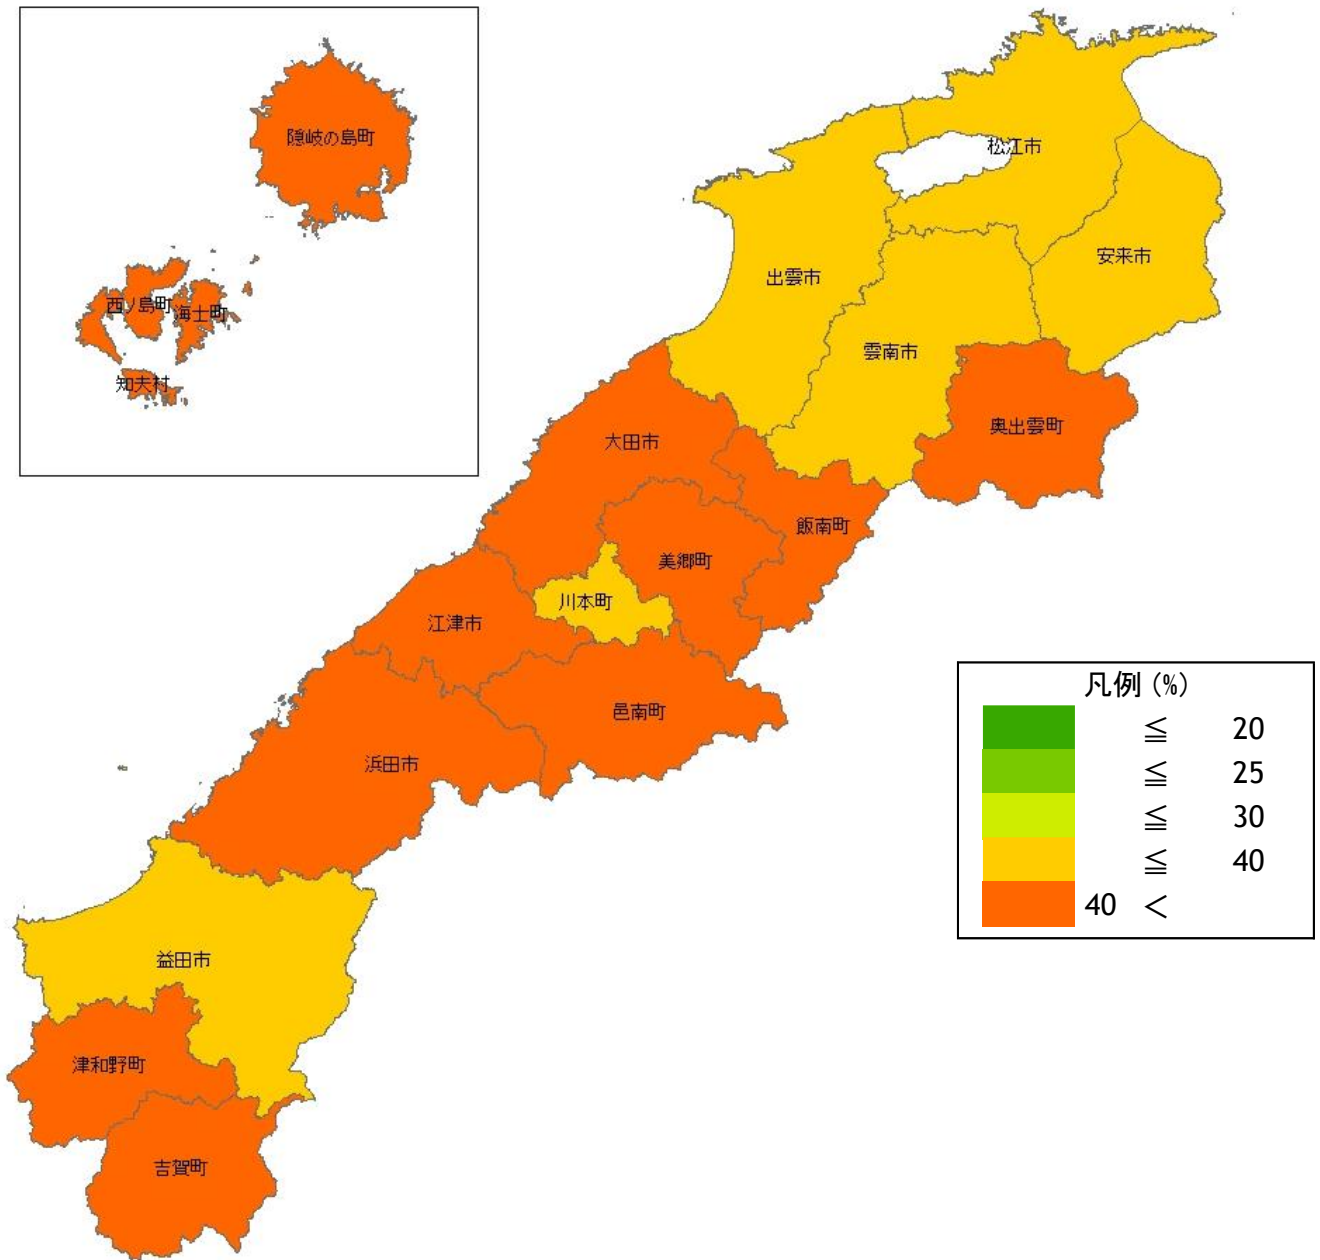 隠岐の島町
西ノ島町
海士町
知夫村
松江市
安来市
出雲市
雲南市
奥出雲町
大田市
飯南町
美郷町
川本町
江津市
邑南町
浜田市
益田市
津和野町
吉賀町
凡例 (%)
≦ 20
≦ 25
≦ 30
≦ 40
40 <